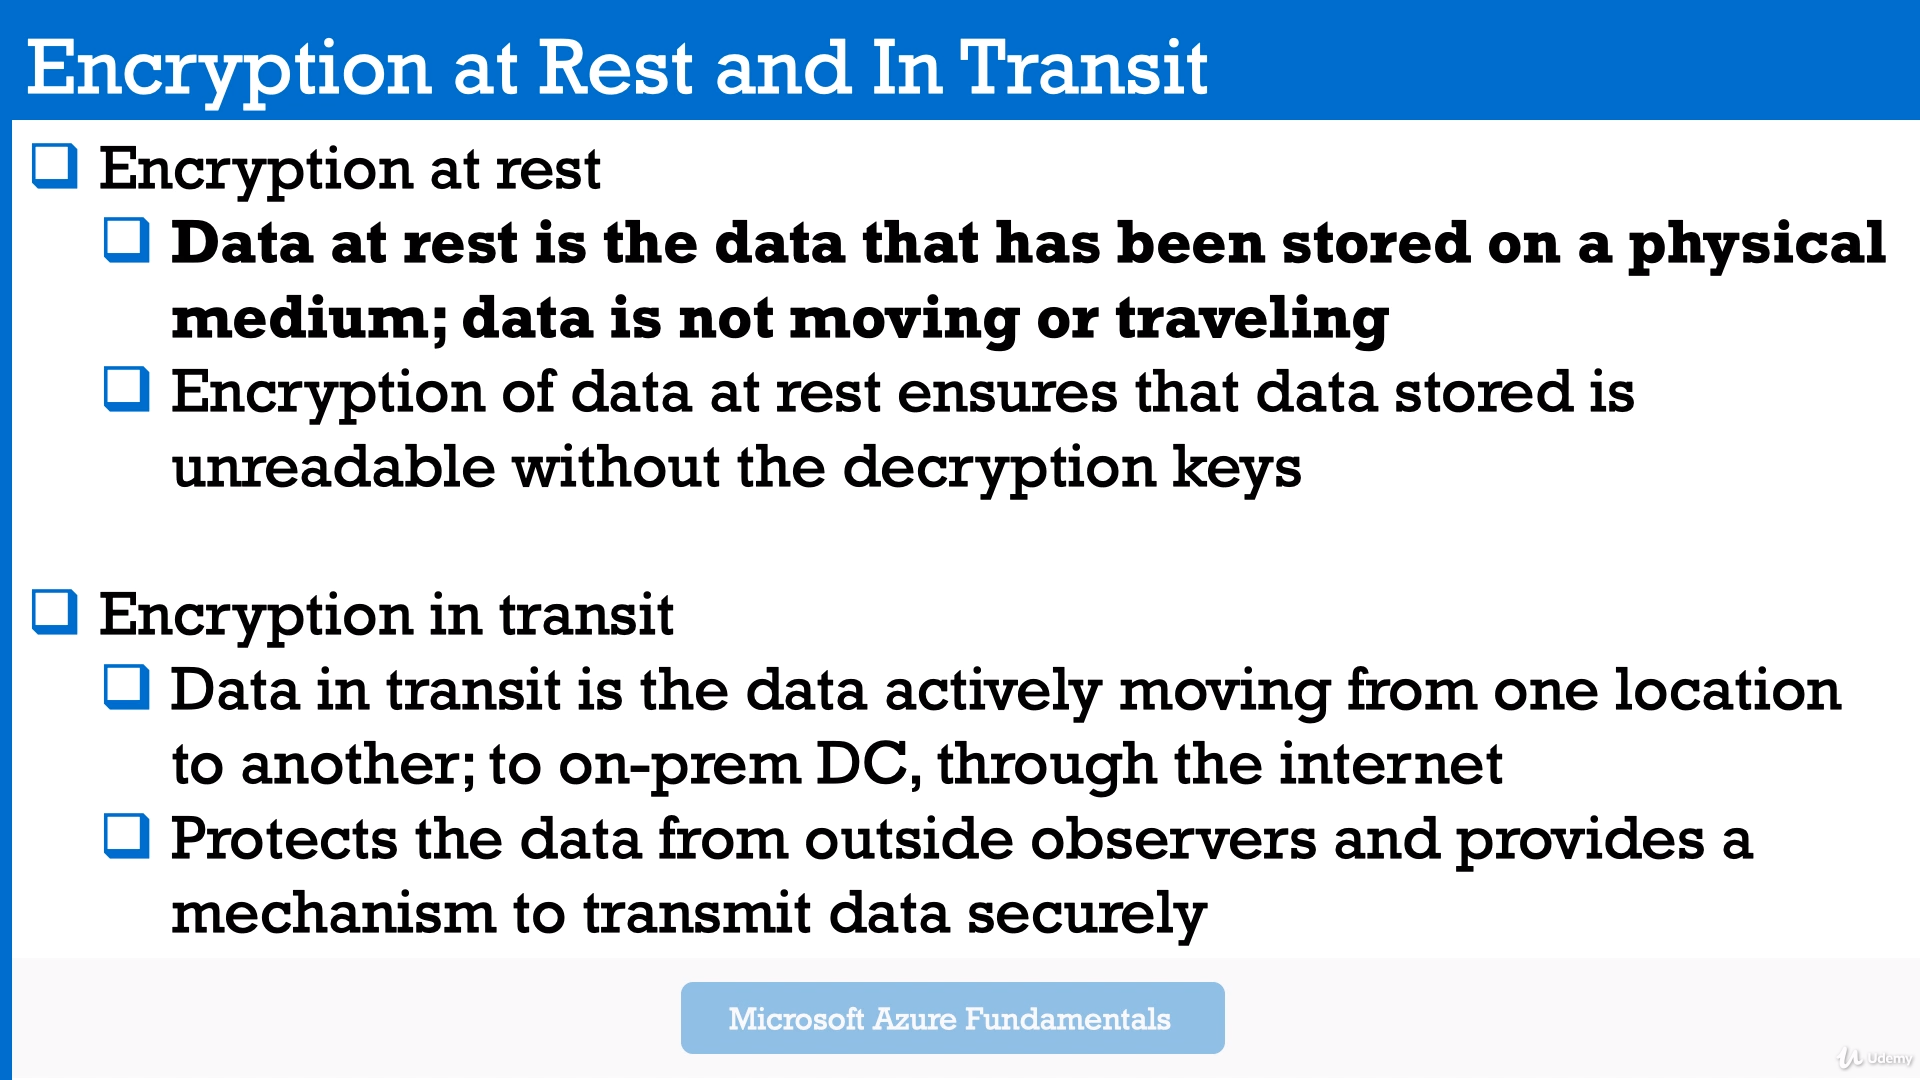 Encryption at Rest and In Transit
Encryption at rest
Data at rest is the data that has been stored on a physical
medium; data is not moving or traveling
Encryption of data at rest ensures that data stored is
unreadable without the decryption keys
Encryption in transit
Data in transit is the data actively moving from one location
to another; to on-prem DC, through the internet
Protects the data from outside observers and provides a
mechanism to transmit data securely
Microsoft Azure Fundamentals
Udemy